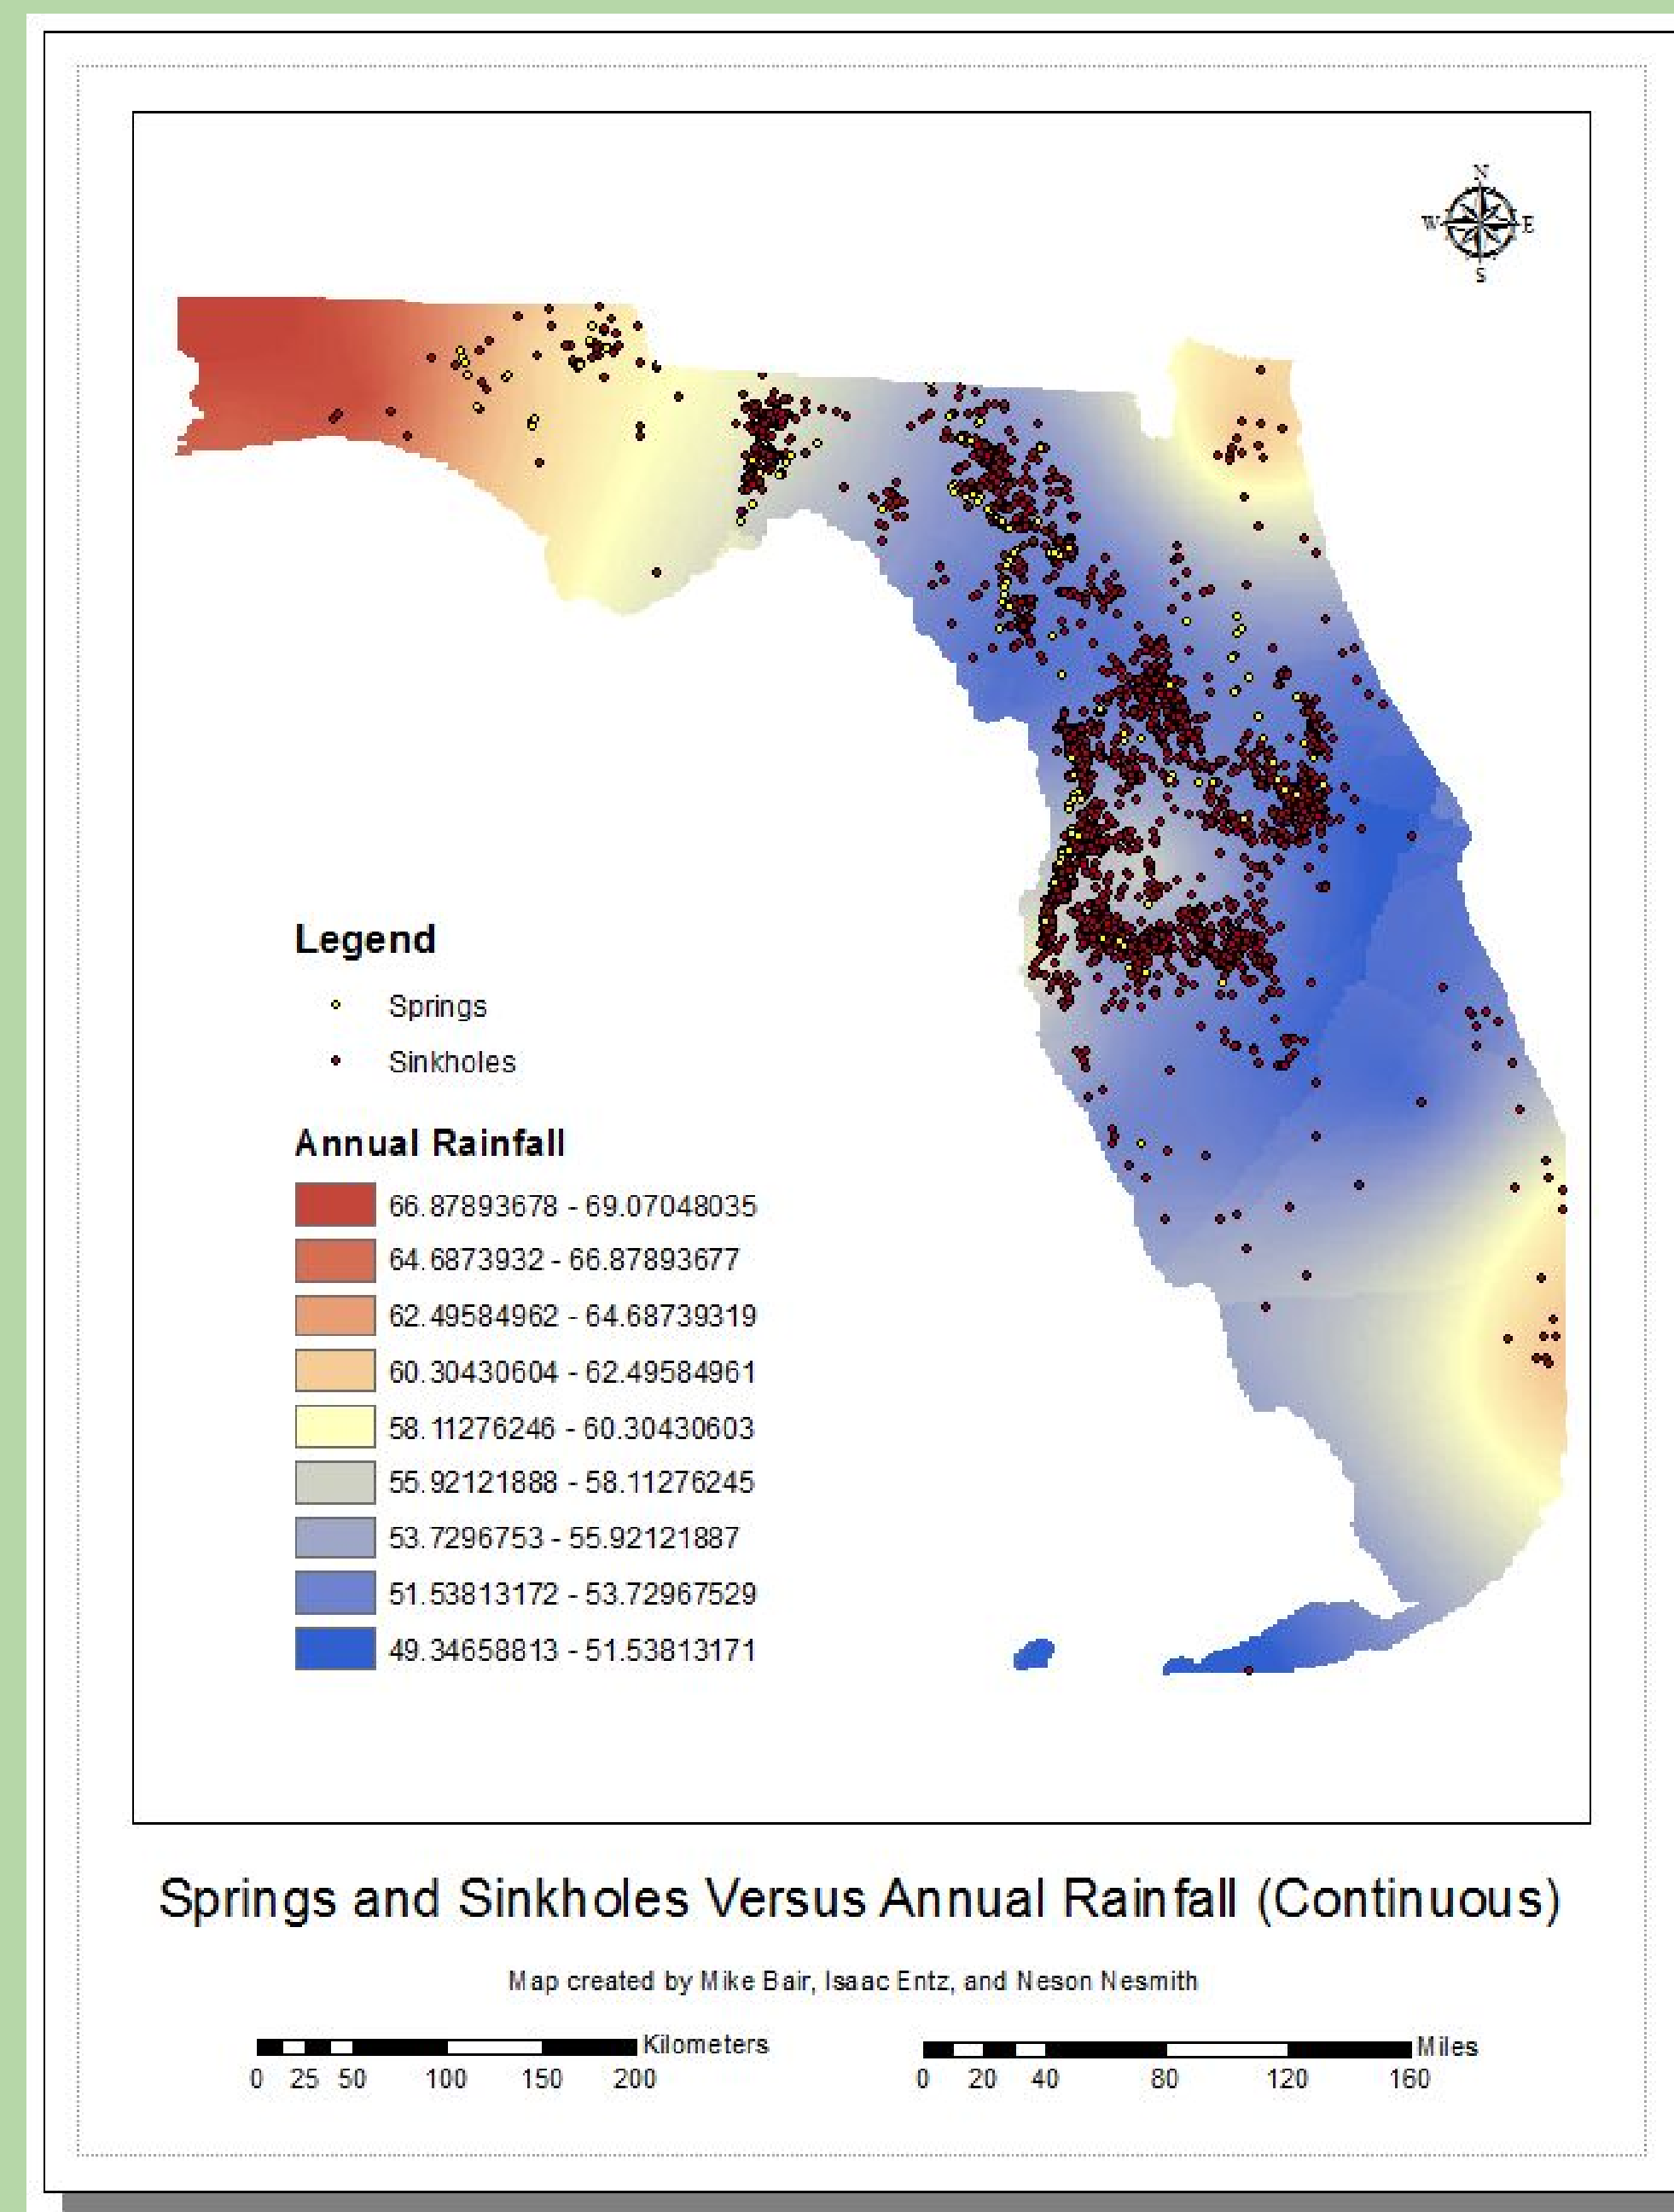 N
W E
S
Legend
Springs
Sinkholes
Annual Rainfall
66.87893678 - 69.07048035
64.6873932 - 66.87893677
62.49584962 - 64.68739319
60.30430604 - 62.49584961
58.11276246 - 60.30430603
55.92121888 - 58.11276245
53.7296753 - 55.92121887
51.53813172 - 53.72967529
49.34658813 - 51.53813171
Springs and Sinkholes Versus Annual Rainfall (Continuous)
Map created by Mike Bair, Isaac Entz, and Neson Nesmith
Kilometers
0 25 50 100 150 200
Miles
0 20 40 80 120 160